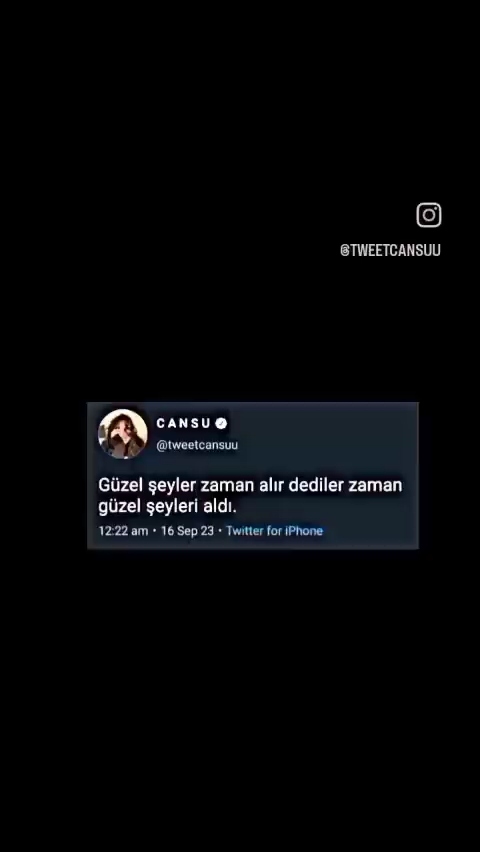 @TWEETCANSUU
CANSU
@tweetcansuu
Güzel şeyler zaman alır dediler zaman
güzel şeyleri aldı.
12:22 am • 16 Sep 23 • Twitter for iPhone